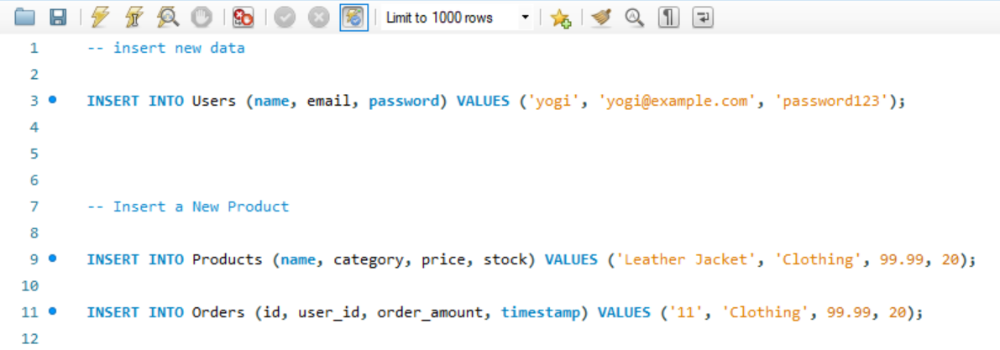 Limit to 1000 rows
1 -- insert new data
2
3 INSERT INTO Users (name, email, password) VALUES ('yogi', 'yogi@example.com', 'password123');
4
5
6
7 -- Insert a New Product
8
9 INSERT INTO Products (name, category, price, stock) VALUES ('Leather Jacket', 'Clothing', 99.99, 20);
10
11 INSERT INTO Orders (id, user_id, order_amount, timestamp) VALUES ('11', 'Clothing', 99.99, 20);
12